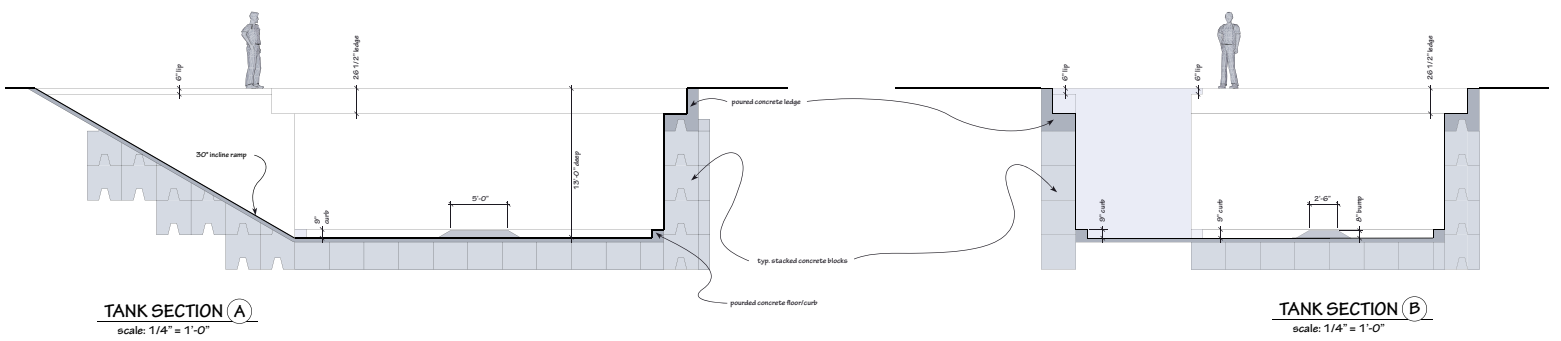 6" lip
26 1/2" ledge
30° incline ramp
9" curb
5'-0"
13'-0" deep
poured concrete ledge
typ. stacked concrete blocks
pourded concrete floor/curb
TANK SECTION A
scale: 1/4" = 1'-0"
6" lip
6" lip
26 1/2" ledge
9" curb
9" curb
2'-6"
8" bump
TANK SECTION B
scale: 1/4" = 1'-0"